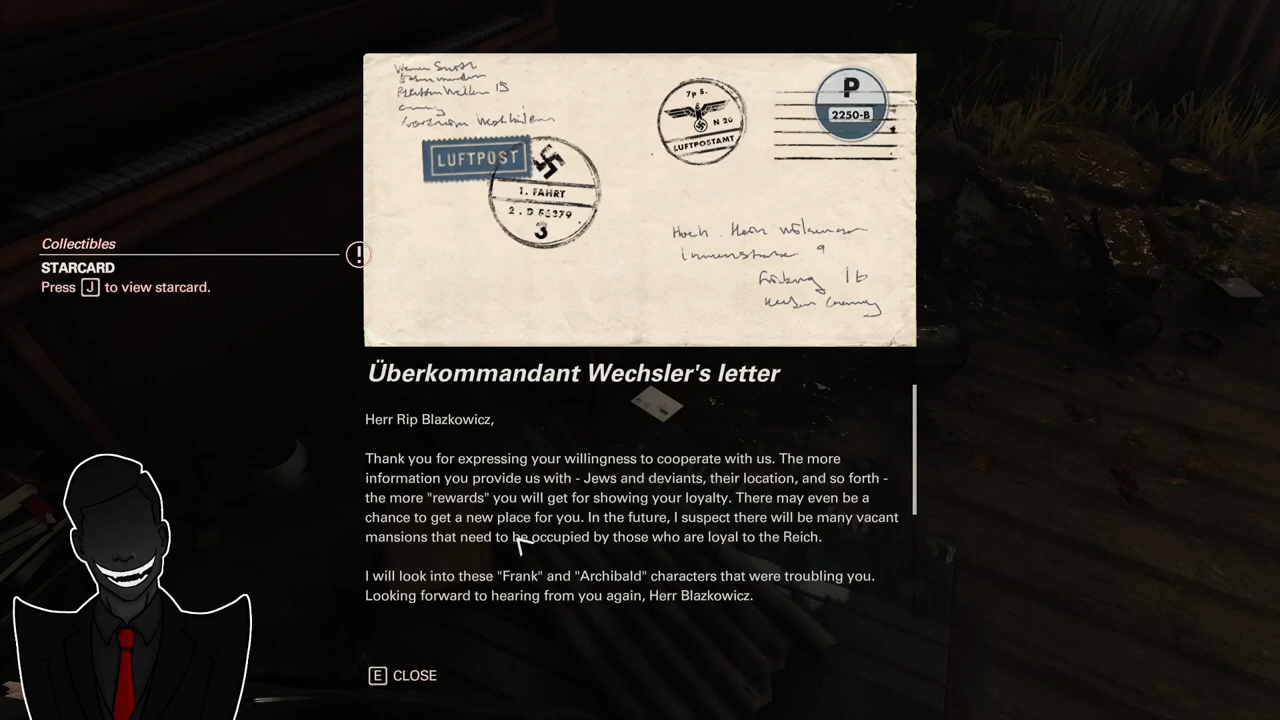 LUFTPOST
1. FAHRT
3
N 20
LUFTPOSTAMT
P
2250-B
9
Collectibles
STARCARD
Press J to view starcard.
!
Überkommandant Wechsler's letter
Herr Rip Blazkowicz,
Thank you for expressing your willingness to cooperate with us. The more
information you provide us with - Jews and deviants, their location, and so forth -
the more "rewards" you will get for showing your loyalty. There may even be a
chance to get a new place for you. In the future, I suspect there will be many vacant
mansions that need to be occupied by those who are loyal to the Reich.
I will look into these "Frank" and "Archibald" characters that were troubling you.
Looking forward to hearing from you again, Herr Blazkowicz.
E CLOSE